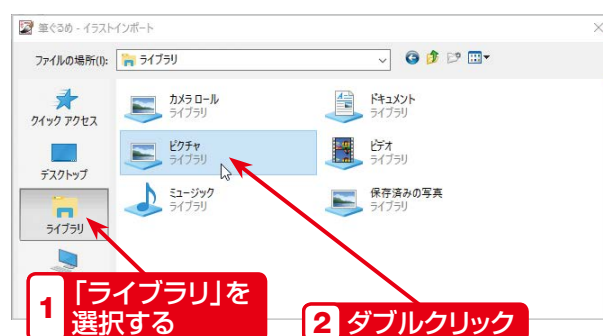 筆ぐるめ - イラストインポート
ファイルの場所(I):
ライブラリ
クイック アクセス
デスクトップ
ライブラリ
カメラ ロール
ライブラリ
ドキュメント
ライブラリ
ピクチャ
ライブラリ
ビデオ
ライブラリ
ミュージック
ライブラリ
保存済みの写真
ライブラリ
1 「ライブラリ」を
選択する
2 ダブルクリック